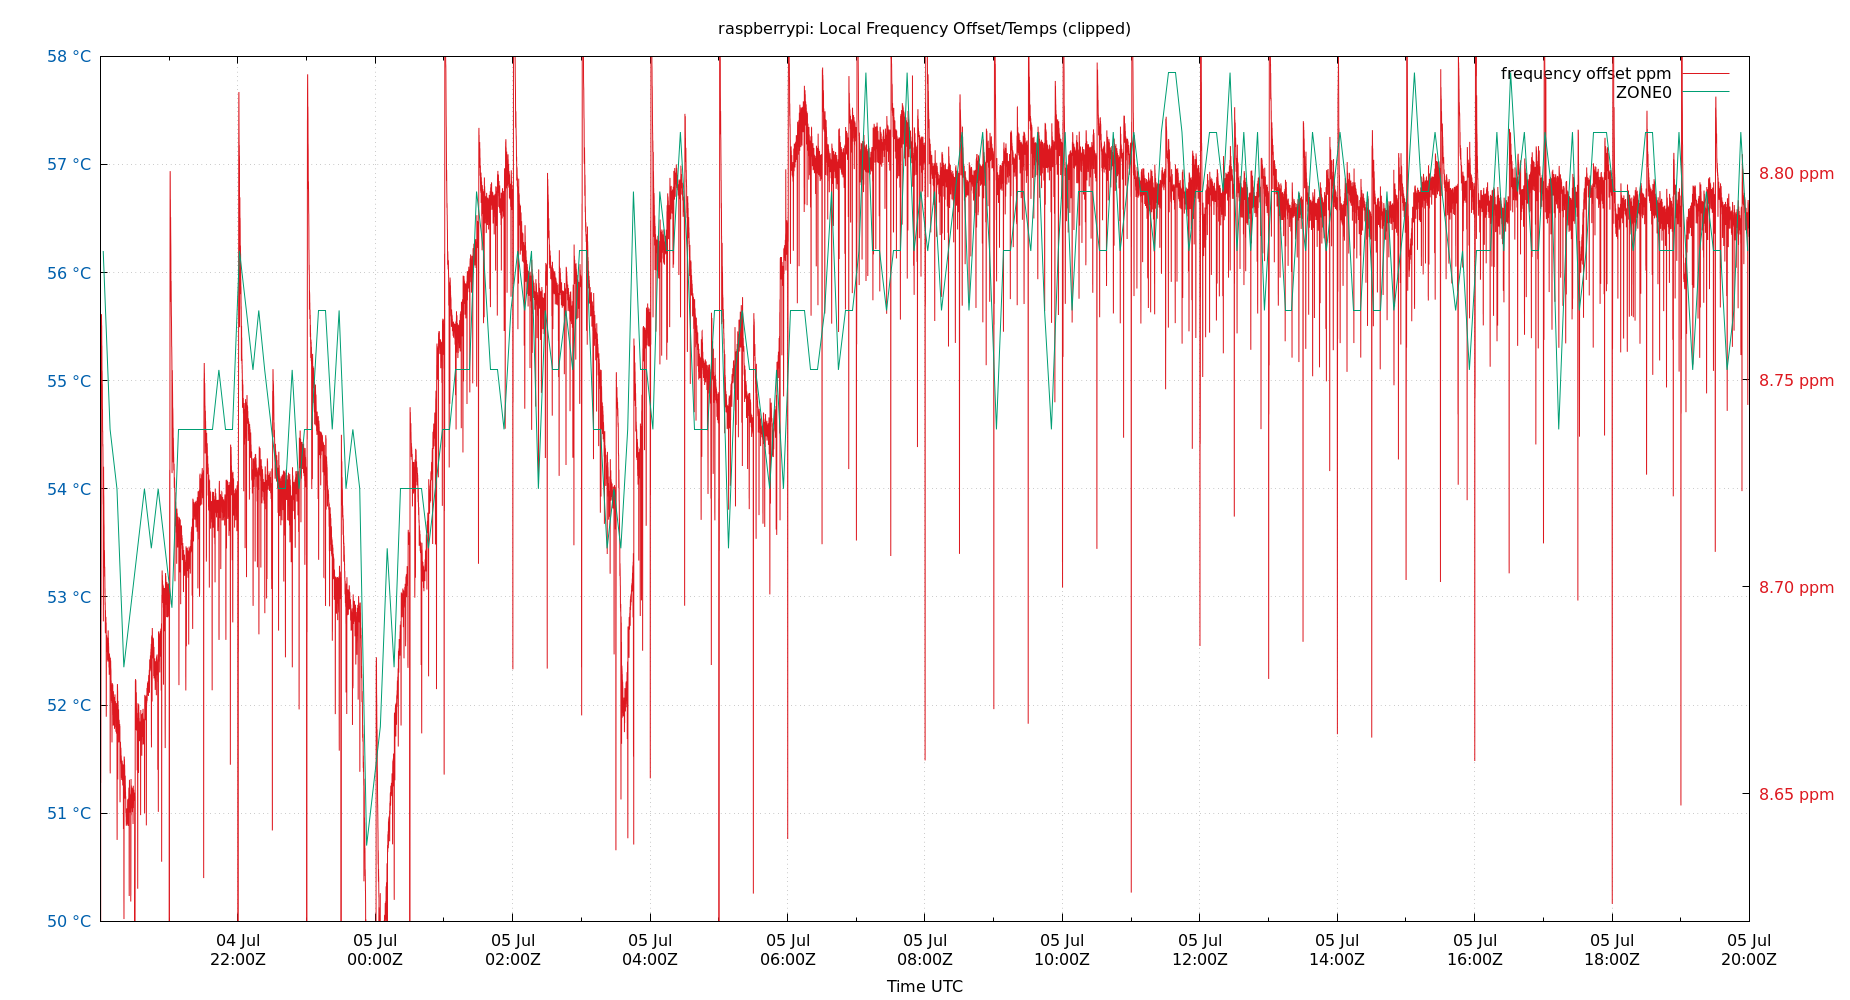 raspberrypi: Local Frequency Offset/Temps (clipped)
58 °C
57 °C
56 °C
55 °C
54 °C
53 °C
52 °C
51 °C
50 °C
frequency offset ppm
ZONE0
8.80 ppm
8.75 ppm
8.70 ppm
8.65 ppm
04 Jul 05 Jul 05 Jul 05 Jul 05 Jul 05 Jul 05 Jul 05 Jul 05 Jul 05 Jul 05 Jul 05 Jul
22:00Z 00:00Z 02:00Z 04:00Z 06:00Z 08:00Z 10:00Z 12:00Z 14:00Z 16:00Z 18:00Z 20:00Z
Time UTC